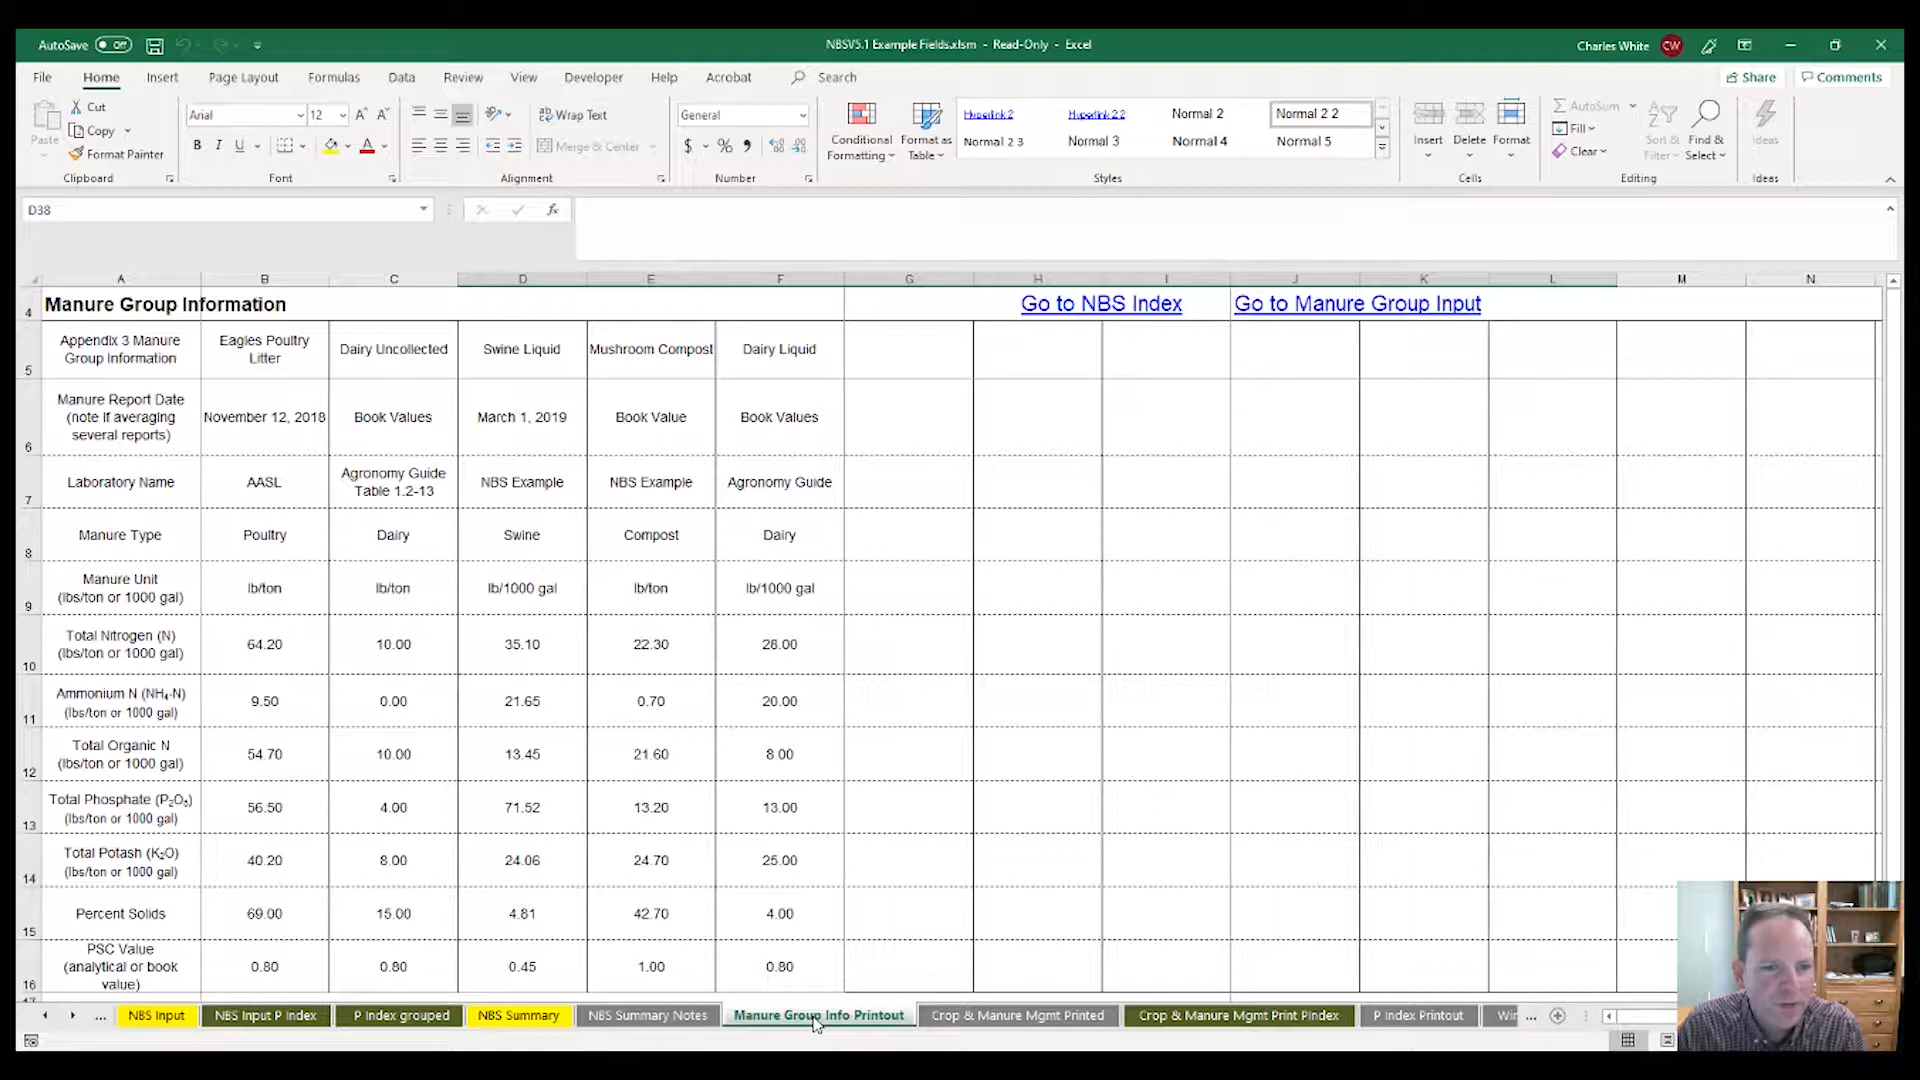 AutoSave Off NBSV5.1 Example Fields.xlsm - Read-Only - Excel Charles White CW
File Home Insert Page Layout Formulas Data Review View Developer Help Acrobat Search Share Comments
Paste Cut Copy Format Painter Clipboard
Arial 12 B I U A Font
Wrap Text Merge & Center Alignment
General $ % Number
Conditional Formatting Format as Table
Hyperlink 2 Hyperlink 2 2 Normal 2 Normal 2 2
Normal 2 3 Normal 3 Normal 4 Normal 5
Styles
Insert Delete Format Cells
AutoSum Fill Clear Sort & Filter Find & Select Editing
Ideas Ideas
D38 fx
A B C D E F G H I J K L M N
4 Manure Group Information Go to NBS Index Go to Manure Group Input
5 Appendix 3 Manure Group Information Eagles Poultry Litter Dairy Uncollected Swine Liquid Mushroom Compost Dairy Liquid
6 Manure Report Date (note if averaging several reports) November 12, 2018 Book Values March 1, 2019 Book Value Book Values
7 Laboratory Name AASL Agronomy Guide Table 1.2-13 NBS Example NBS Example Agronomy Guide
8 Manure Type Poultry Dairy Swine Compost Dairy
9 Manure Unit (lbs/ton or 1000 gal) lb/ton lb/ton lb/1000 gal lb/ton lb/1000 gal
10 Total Nitrogen (N) (lbs/ton or 1000 gal) 64.20 10.00 35.10 22.30 28.00
11 Ammonium N (NH₄-N) (lbs/ton or 1000 gal) 9.50 0.00 21.65 0.70 20.00
12 Total Organic N (lbs/ton or 1000 gal) 54.70 10.00 13.45 21.60 8.00
13 Total Phosphate (P₂O₅) (lbs/ton or 1000 gal) 56.50 4.00 71.52 13.20 13.00
14 Total Potash (K₂O) (lbs/ton or 1000 gal) 40.20 8.00 24.06 24.70 25.00
15 Percent Solids 69.00 15.00 4.81 42.70 4.00
16 PSC Value (analytical or book value) 0.80 0.80 0.45 1.00 0.80
... NBS Input NBS Input P Index P Index grouped NBS Summary NBS Summary Notes Manure Group Info Printout Crop & Manure Mgmt Printed Crop & Manure Mgmt Print PIndex P Index Printout Wir ...